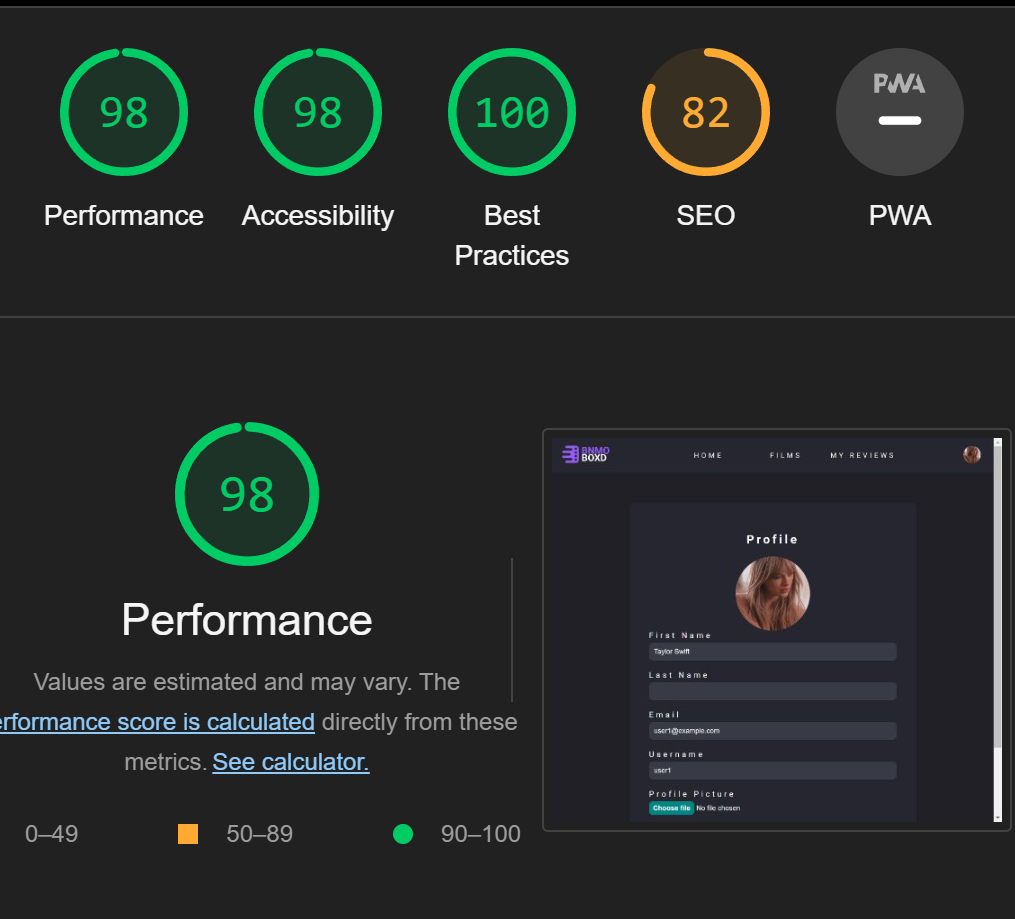 98
98
100
82
PWA
Performance
Accessibility
Best
Practices
SEO
PWA
98
Performance
Values are estimated and may vary. The
erformance score is calculated directly from these
metrics. See calculator.
0–49
50–89
90–100
RNMO
BOXD
HOME
FILMS
MY REVIEWS
Profile
First Name
Taylor Swift
Last Name
Email
user1@example.com
Username
user1
Profile Picture
Choose file No file chosen